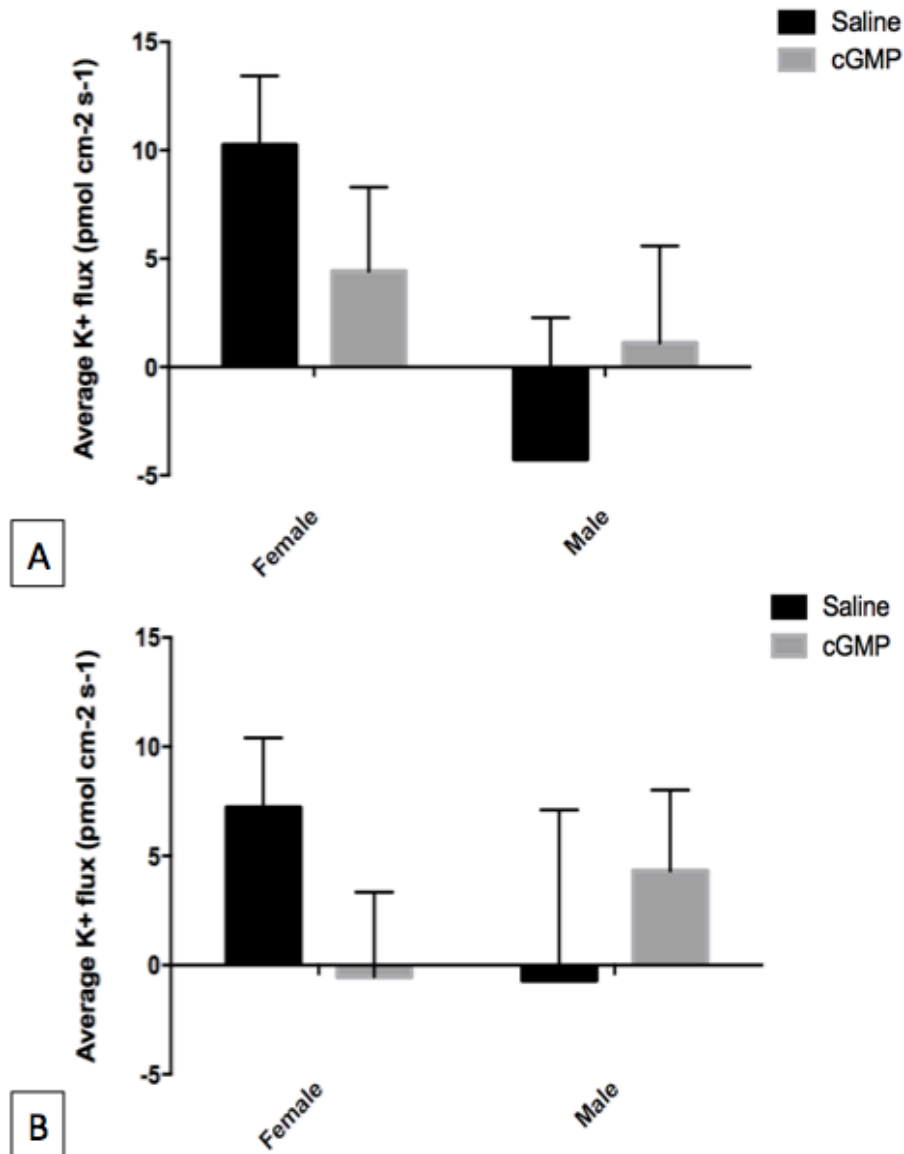 Saline
cGMP
Average K+ flux (pmol cm-2 s-1)
15
10
5
0
-5
Female
Male
A
Saline
cGMP
Average K+ flux (pmol cm-2 s-1)
15
10
5
0
-5
Female
Male
B